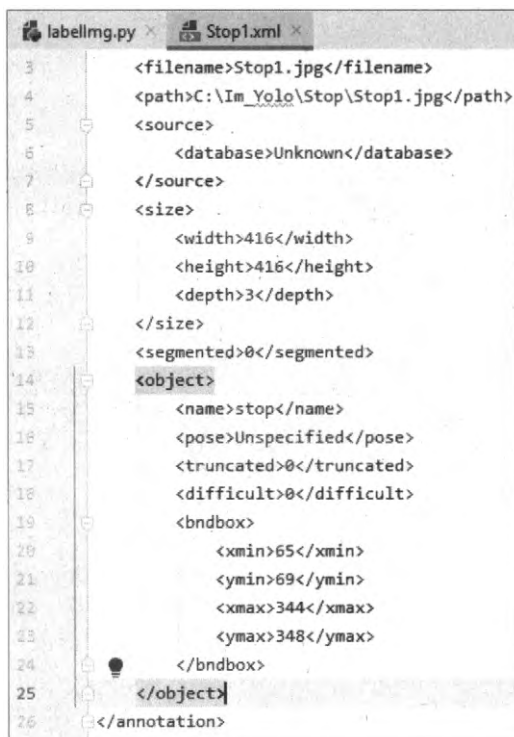 labelImg.py × Stop1.xml ×
3 <filename>Stop1.jpg</filename>
4 <path>C:\Im_Yolo\Stop\Stop1.jpg</path>
5 <source>
6 <database>Unknown</database>
7 </source>
8 <size>
9 <width>416</width>
10 <height>416</height>
11 <depth>3</depth>
12 </size>
13 <segmented>0</segmented>
14 <object>
15 <name>stop</name>
16 <pose>Unspecified</pose>
17 <truncated>0</truncated>
18 <difficult>0</difficult>
19 <bndbox>
20 <xmin>65</xmin>
21 <ymin>69</ymin>
22 <xmax>344</xmax>
23 <ymax>348</ymax>
24 </bndbox>
25 </object>
26 </annotation>